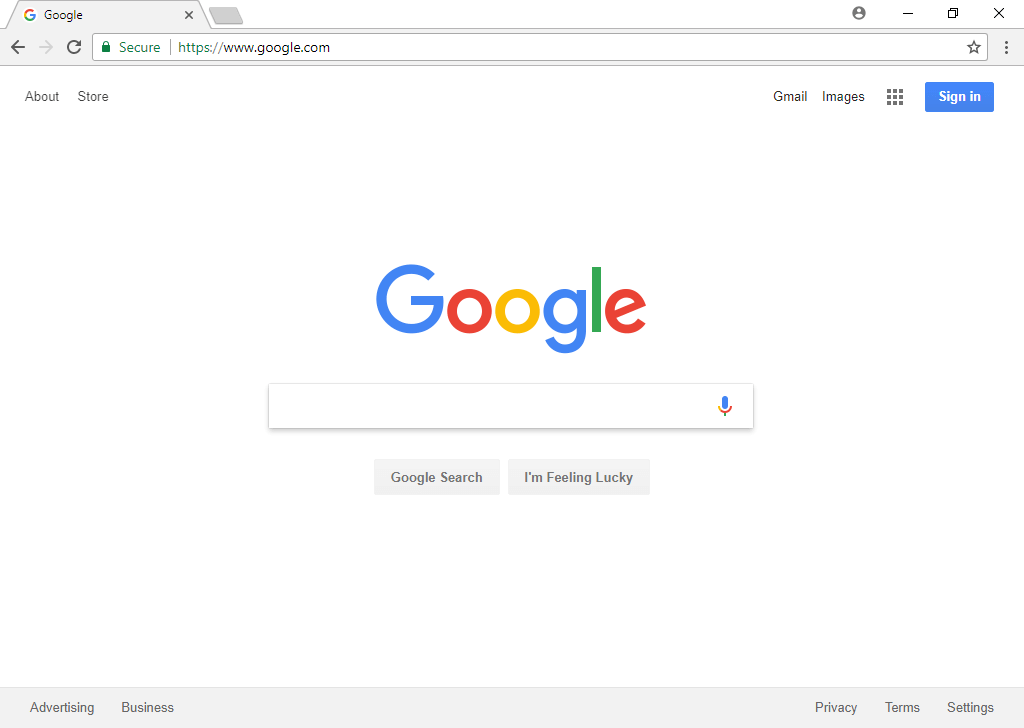 Google
Secure https://www.google.com
About Store Gmail Images Sign in
Google
Google Search I'm Feeling Lucky
Advertising Business Privacy Terms Settings